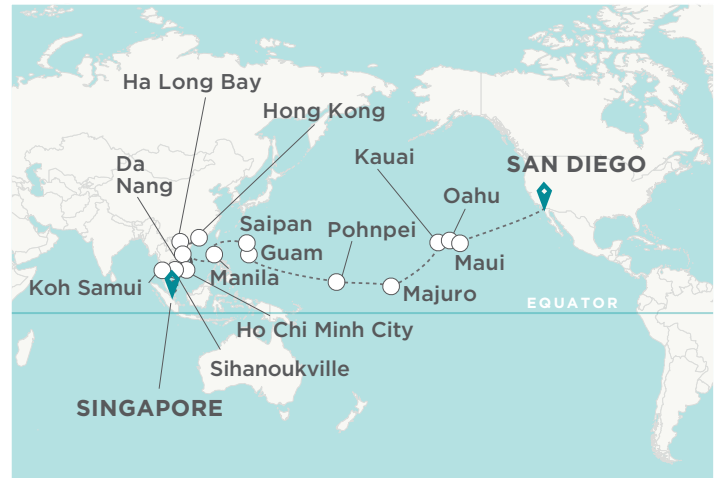 Ha Long Bay
Hong Kong
Da
Nang
Kauai
SAN DIEGO
Oahu
Saipan
Pohnpei
Guam
Maui
Koh Samui
Manila
Majuro
EQUATOR
Ho Chi Minh City
Sihanoukville
SINGAPORE